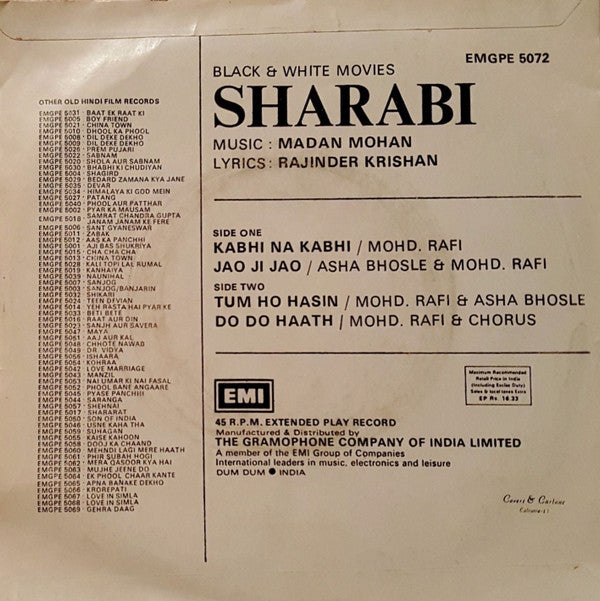 EMGPE 5072
BLACK & WHITE MOVIES
SHARABI
MUSIC : MADAN MOHAN
LYRICS : RAJINDER KRISHAN
SIDE ONE
KABHI NA KABHI / MOHD. RAFI
JAO JI JAO / ASHA BHOSLE & MOHD. RAFI
SIDE TWO
TUM HO HASIN / MOHD. RAFI & ASHA BHOSLE
DO DO HAATH / MOHD. RAFI & CHORUS
EMI
Maximum Recommended
Retail Price in India
(Including Excise Duty)
Sales & local taxes Extra
EP Rs. 16.33
45 R.P.M. EXTENDED PLAY RECORD
Manufactured & Distributed by
THE GRAMOPHONE COMPANY OF INDIA LIMITED
A member of the EMI Group of Companies
International leaders in music, electronics and leisure
DUM DUM ● INDIA
Covers & Cartons
OTHER OLD HINDI FILM RECORDS
EMGPE 5031 · BAAT EK RAAT KI
EMGPE 5005 · BOY FRIEND
EMGPE 5021 · CHINA TOWN
EMGPE 5010 · DHOOL KA PHOOL
EMGPE 5008 · DIL DEKE DEKHO
EMGPE 5009 · DIL DEKE DEKHO
EMGPE 5026 · PREM PUJARI
EMGPE 5022 · SABNAM
EMGPE 5020 · SHOLA AUR SABNAM
EMGPE 5030 · BHABHI KI CHUDIYAN
EMGPE 5004 · SHAGIRD
EMGPE 5029 · BEDARD ZAMANA KYA JANE
EMGPE 5035 · DEVAR
EMGPE 5034 · HIMALAYA KI GOD MEIN
EMGPE 5027 · PATANG
EMGPE 5040 · PHOOL AUR PATTHAR
EMGPE 5002 · PYAR KA MAUSAM
EMGPE 5018 · SAMRAT CHANDRA GUPTA
JANAM JANAM KE FERE
EMGPE 5006 · SANT GYANESWAR
EMGPE 5011 · ZABAK
EMGPE 5012 · AAS KA PANCHHI
EMGPE 5001 · AJI BAS SHUKRIYA
EMGPE 5015 · CHA CHA CHA
EMGPE 5013 · CHINA TOWN
EMGPE 5028 · KALI TOPI LAL RUMAL
EMGPE 5019 · KANHAIYA
EMGPE 5039 · NAUNIHAL
EMGPE 5007 · SANJOG
EMGPE 5003 · SANJOG/BANJARIN
EMGPE 5032 · SHIKARI
EMGPE 5024 · TEEN DEVIAN
EMGPE 5014 · YEH RASTA HAI PYAR KE
EMGPE 5033 · BETI BETE
EMGPE 5016 · RAAT AUR DIN
EMGPE 5023 · SANJH AUR SAVERA
EMGPE 5047 · MAYA
EMGPE 5051 · AAJ AUR KAL
EMGPE 5048 · CHHOTE NAWAB
EMGPE 5049 · DR. VIDYA
EMGPE 5056 · ISHAARA
EMGPE 5054 · KOHRAA
EMGPE 5042 · LOVE MARRIAGE
EMGPE 5043 · MANZIL
EMGPE 5053 · NAI UMAR KI NAI FASAL
EMGPE 5052 · PHOOL BANE ANGAARE
EMGPE 5045 · PYASE PANCHHI
EMGPE 5044 · SARANGA
EMGPE 5057 · SHEHNAI
EMGPE 5017 · SHARARAT
EMGPE 5050 · SON OF INDIA
EMGPE 5046 · USNE KAHA THA
EMGPE 5059 · SUHAGAN
EMGPE 5055 · KAISE KAHOON
EMGPE 5058 · DOOJ KA CHAAND
EMGPE 5060 · MEHNDI LAGI MERE HAATH
EMGPE 5061 · PHIR SUBAH HOGI
EMGPE 5062 · MERA QASOOR KYA HAI
EMGPE 5063 · MUJHE JEENE DO
EMGPE 5064 · EK PHOOL CHAAR KANTE
EMGPE 5065 · APNA BANAKE DEKHO
EMGPE 5066 · KROREPATI
EMGPE 5067 · LOVE IN SIMLA
EMGPE 5068 · LOVE IN SIMLA
EMGPE 5069 · GEHRA DAAG